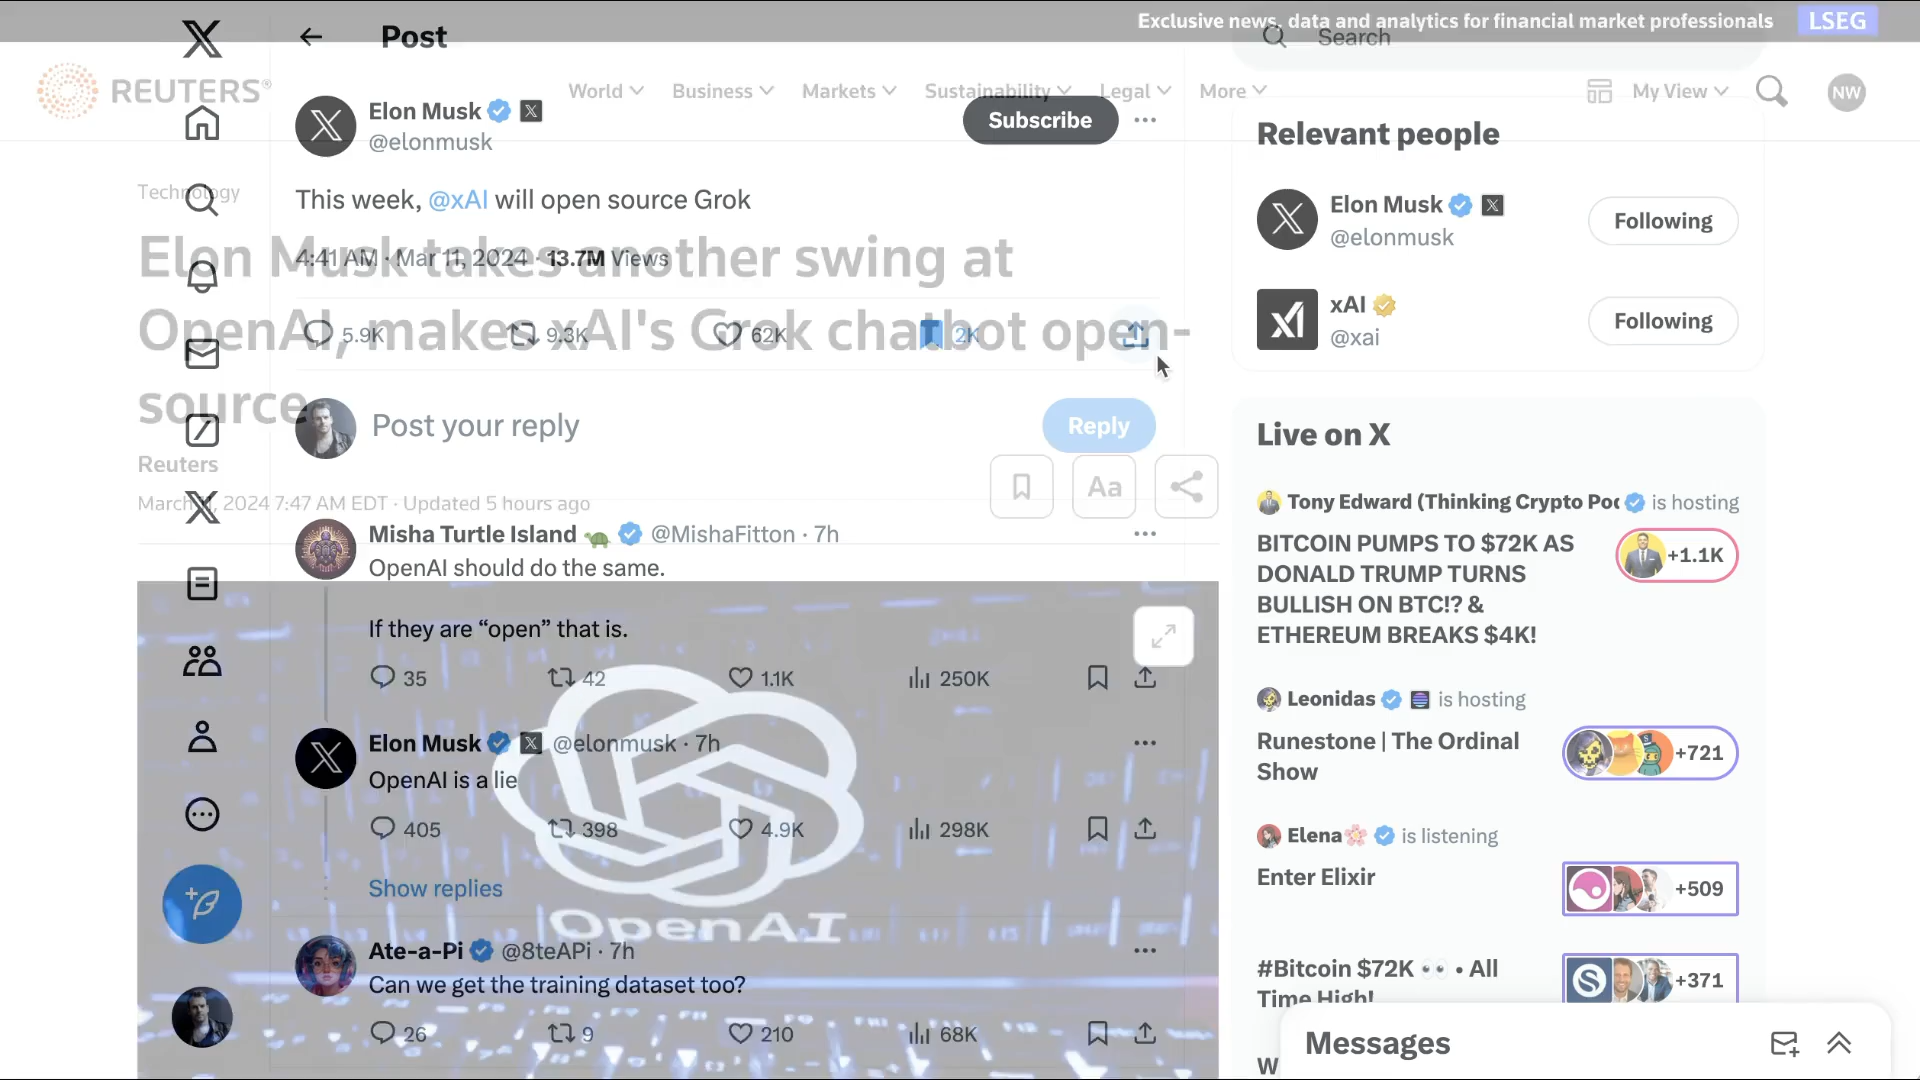 Exclusive news, data and analytics for financial market professionals LSEG
Post
Search
REUTERS
World Business Markets Sustainability Legal More My View NW
Elon Musk
@elonmusk
Subscribe
This week, @xAI will open source Grok
4:41 AM · Mar 11, 2024 · 13.7M Views
5.9K 9.3K 62K 2K
Post your reply
Reply
Technology
Elon Musk takes another swing at
OpenAI, makes xAI's Grok chatbot open-
source
Reuters
March 11, 2024 7:47 AM EDT · Updated 5 hours ago
Aa
Misha Turtle Island @MishaFitton · 7h
OpenAI should do the same.
If they are “open” that is.
35 42 1.1K 250K
Elon Musk @elonmusk · 7h
OpenAI is a lie
405 398 4.9K 298K
Show replies
OpenAI
Ate-a-Pi @8teAPi · 7h
Can we get the training dataset too?
26 9 210 68K
Relevant people
Elon Musk
@elonmusk
Following
xAI
@xai
Following
Live on X
Tony Edward (Thinking Crypto Poc is hosting
BITCOIN PUMPS TO $72K AS
DONALD TRUMP TURNS
BULLISH ON BTC!? &
ETHEREUM BREAKS $4K!
+1.1K
Leonidas is hosting
Runestone | The Ordinal
Show
+721
Elena is listening
Enter Elixir
+509
#Bitcoin $72K 👀 • All
Time High!
+371
W
Messages